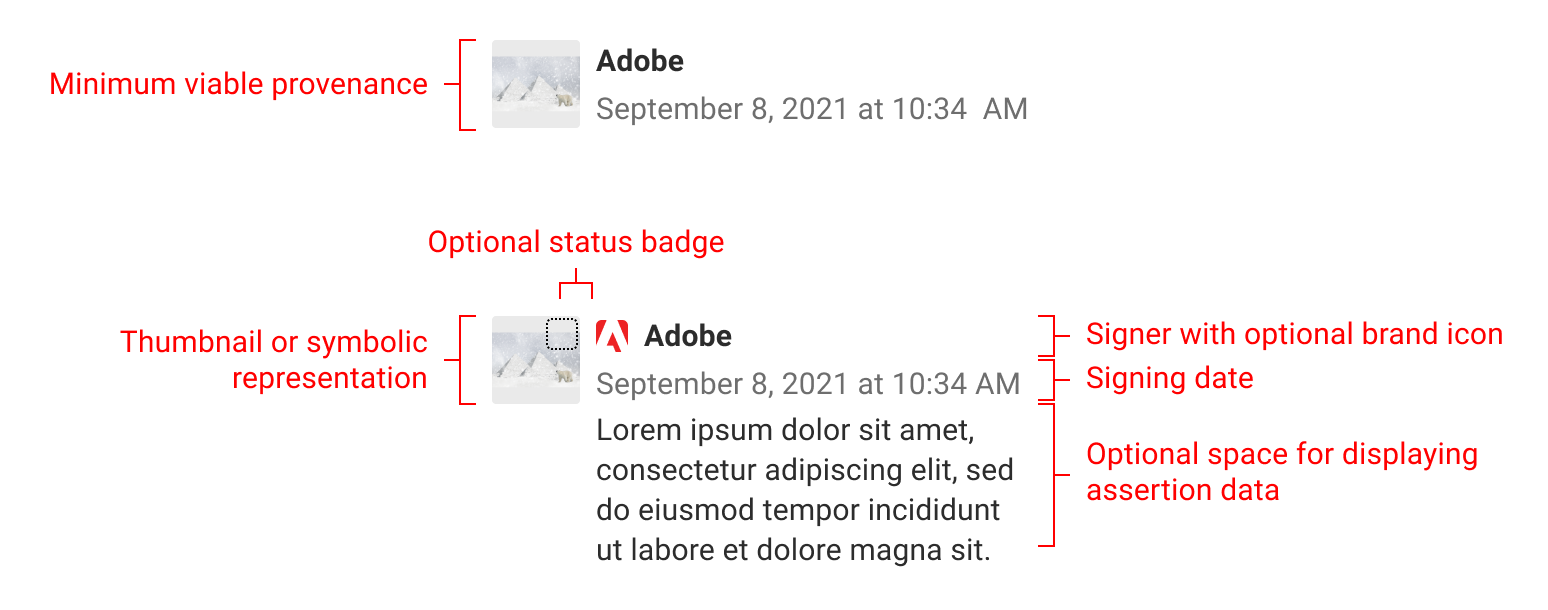 Minimum viable provenance
Adobe
September 8, 2021 at 10:34  AM
Optional status badge
Thumbnail or symbolic
representation
Adobe
September 8, 2021 at 10:34 AM
Lorem ipsum dolor sit amet,
consectetur adipiscing elit, sed
do eiusmod tempor incididunt
ut labore et dolore magna sit.
Signer with optional brand icon
Signing date
Optional space for displaying
assertion data